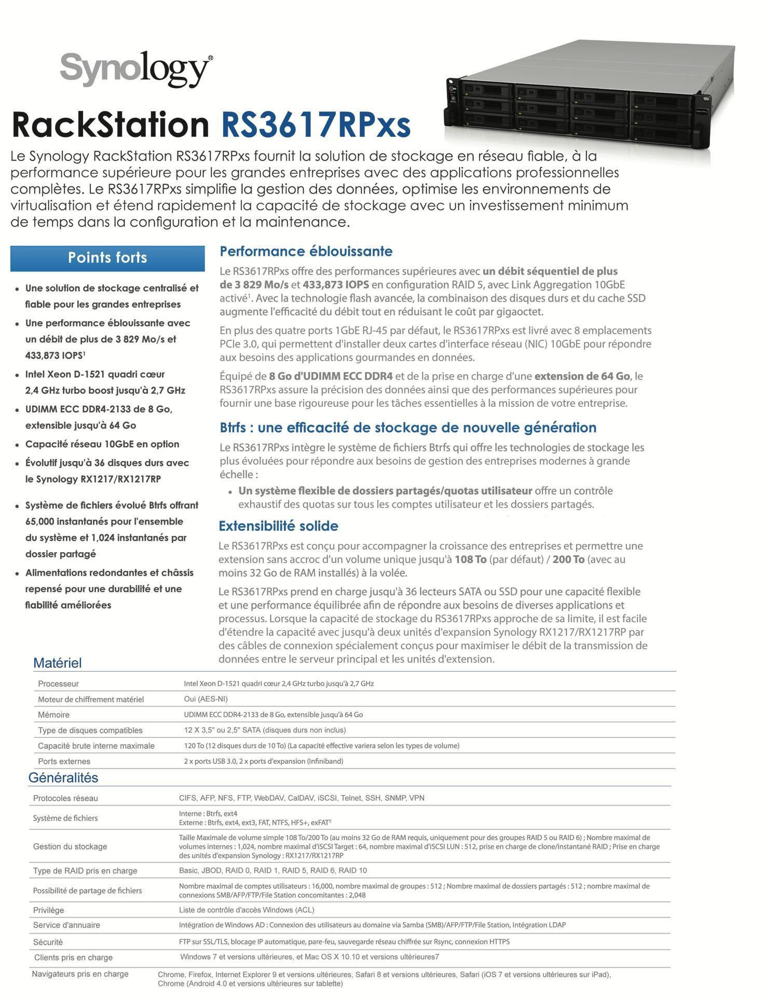 Synology®
RackStation RS3617RPxs
Le Synology RackStation RS3617RPxs fournit la solution de stockage en réseau fiable, à la
performance supérieure pour les grandes entreprises avec des applications professionnelles
complètes. Le RS3617RPxs simplifie la gestion des données, optimise les environnements de
virtualisation et étend rapidement la capacité de stockage avec un investissement minimum
de temps dans la configuration et la maintenance.
Points forts
• Une solution de stockage centralisé et
fiable pour les grandes entreprises
• Une performance éblouissante avec
un débit de plus de 3 829 Mo/s et
433,873 IOPS¹
• Intel Xeon D-1521 quadri cœur
2,4 GHz turbo boost jusqu'à 2,7 GHz
• UDIMM ECC DDR4-2133 de 8 Go,
extensible jusqu'à 64 Go
• Capacité réseau 10GbE en option
• Évolutif jusqu'à 36 disques durs avec
le Synology RX1217/RX1217RP
• Système de fichiers évolué Btrfs offrant
65,000 instantanés pour l'ensemble
du système et 1,024 instantanés par
dossier partagé
• Alimentations redondantes et châssis
repensé pour une durabilité et une
fiabilité améliorées
Performance éblouissante
Le RS3617RPxs offre des performances supérieures avec un débit séquentiel de plus
de 3 829 Mo/s et 433,873 IOPS en configuration RAID 5, avec Link Aggregation 10GbE
activé¹. Avec la technologie flash avancée, la combinaison des disques durs et du cache SSD
augmente l'efficacité du débit tout en réduisant le coût par gigaoctet.
En plus des quatre ports 1GbE RJ-45 par défaut, le RS3617RPxs est livré avec 8 emplacements
PCIe 3.0, qui permettent d'installer deux cartes d'interface réseau (NIC) 10GbE pour répondre
aux besoins des applications gourmandes en données.
Équipé de 8 Go d'UDIMM ECC DDR4 et de la prise en charge d'une extension de 64 Go, le
RS3617RPxs assure la précision des données ainsi que des performances supérieures pour
fournir une base rigoureuse pour les tâches essentielles à la mission de votre entreprise.
Btrfs : une efficacité de stockage de nouvelle génération
Le RS3617RPxs intègre le système de fichiers Btrfs qui offre les technologies de stockage les
plus évoluées pour répondre aux besoins de gestion des entreprises modernes à grande
échelle :
• Un système flexible de dossiers partagés/quotas utilisateur offre un contrôle
exhaustif des quotas sur tous les comptes utilisateur et les dossiers partagés.
Extensibilité solide
Le RS3617RPxs est conçu pour accompagner la croissance des entreprises et permettre une
extension sans accroc d'un volume unique jusqu'à 108 To (par défaut) / 200 To (avec au
moins 32 Go de RAM installés) à la volée.
Le RS3617RPxs prend en charge jusqu'à 36 lecteurs SATA ou SSD pour une capacité flexible
et une performance équilibrée afin de répondre aux besoins de diverses applications et
processus. Lorsque la capacité de stockage du RS3617RPxs approche de sa limite, il est facile
d'étendre la capacité avec jusqu'à deux unités d'expansion Synology RX1217/RX1217RP par
des câbles de connexion spécialement conçus pour maximiser le débit de la transmission de
données entre le serveur principal et les unités d'extension.
Matériel
Processeur Intel Xeon D-1521 quadri cœur 2,4 GHz turbo jusqu'à 2,7 GHz
Moteur de chiffrement matériel Oui (AES-NI)
Mémoire UDIMM ECC DDR4-2133 de 8 Go, extensible jusqu'à 64 Go
Type de disques compatibles 12 X 3,5" ou 2,5" SATA (disques durs non inclus)
Capacité brute interne maximale 120 To (12 disques durs de 10 To) (La capacité effective variera selon les types de volume)
Ports externes 2 x ports USB 3.0, 2 x ports d'expansion (Infiniband)
Généralités
Protocoles réseau CIFS, AFP, NFS, FTP, WebDAV, CalDAV, iSCSI, Telnet, SSH, SNMP, VPN
Système de fichiers Interne : Btrfs, ext4
Externe : Btrfs, ext4, ext3, FAT, NTFS, HFS+, exFAT³
Gestion du stockage Taille Maximale de volume simple 108 To/200 To (au moins 32 Go de RAM requis, uniquement pour des groupes RAID 5 ou RAID 6) ; Nombre maximal de
volumes internes : 1,024, nombre maximal d'iSCSI Target : 64, nombre maximal d'iSCSI LUN : 512, prise en charge de clone/instantané RAID ; Prise en charge
des unités d'expansion Synology : RX1217/RX1217RP
Type de RAID pris en charge Basic, JBOD, RAID 0, RAID 1, RAID 5, RAID 6, RAID 10
Possibilité de partage de fichiers Nombre maximal de comptes utilisateurs : 16,000, nombre maximal de groupes : 512 ; Nombre maximal de dossiers partagés : 512 ; nombre maximal de
connexions SMB/AFP/FTP/File Station concomitantes : 2,048
Privilège Liste de contrôle d'accès Windows (ACL)
Service d'annuaire Intégration de Windows AD : Connexion des utilisateurs au domaine via Samba (SMB)/AFP/FTP/File Station, Intégration LDAP
Sécurité FTP sur SSL/TLS, blocage IP automatique, pare-feu, sauvegarde réseau chiffrée sur Rsync, connexion HTTPS
Clients pris en charge Windows 7 et versions ultérieures, et Mac OS X 10.10 et versions ultérieures7
Navigateurs pris en charge Chrome, Firefox, Internet Explorer 9 et versions ultérieures, Safari 8 et versions ultérieures, Safari (iOS 7 et versions ultérieures sur iPad),
Chrome (Android 4.0 et versions ultérieures sur tablette)